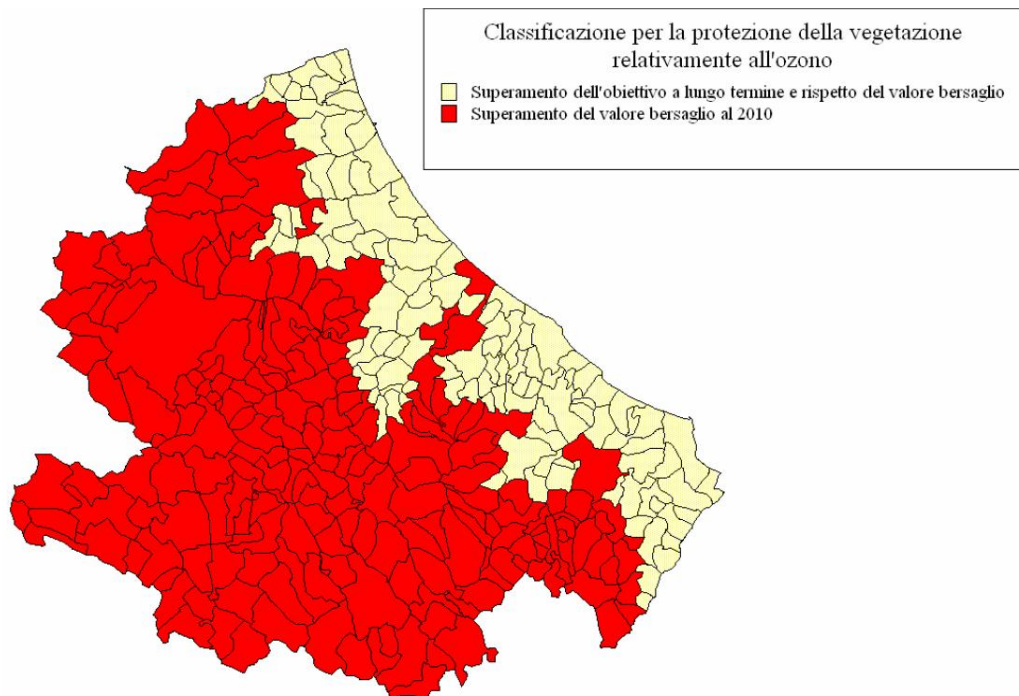 Classificazione per la protezione della vegetazione
relativamente all'ozono
Superamento dell'obiettivo a lungo termine e rispetto del valore bersaglio
Superamento del valore bersaglio al 2010